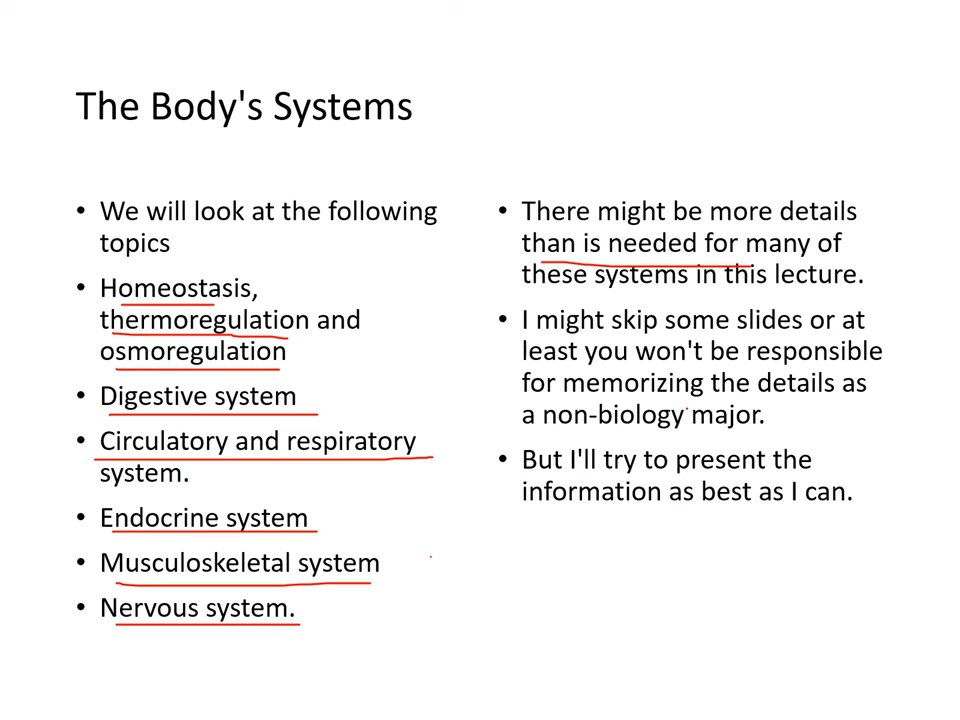 The Body's Systems
• We will look at the following
topics
• Homeostasis,
thermoregulation and
osmoregulation
• Digestive system
• Circulatory and respiratory
system.
• Endocrine system
• Musculoskeletal system
• Nervous system.
• There might be more details
than is needed for many of
these systems in this lecture.
• I might skip some slides or at
least you won't be responsible
for memorizing the details as
a non-biology major.
• But I'll try to present the
information as best as I can.